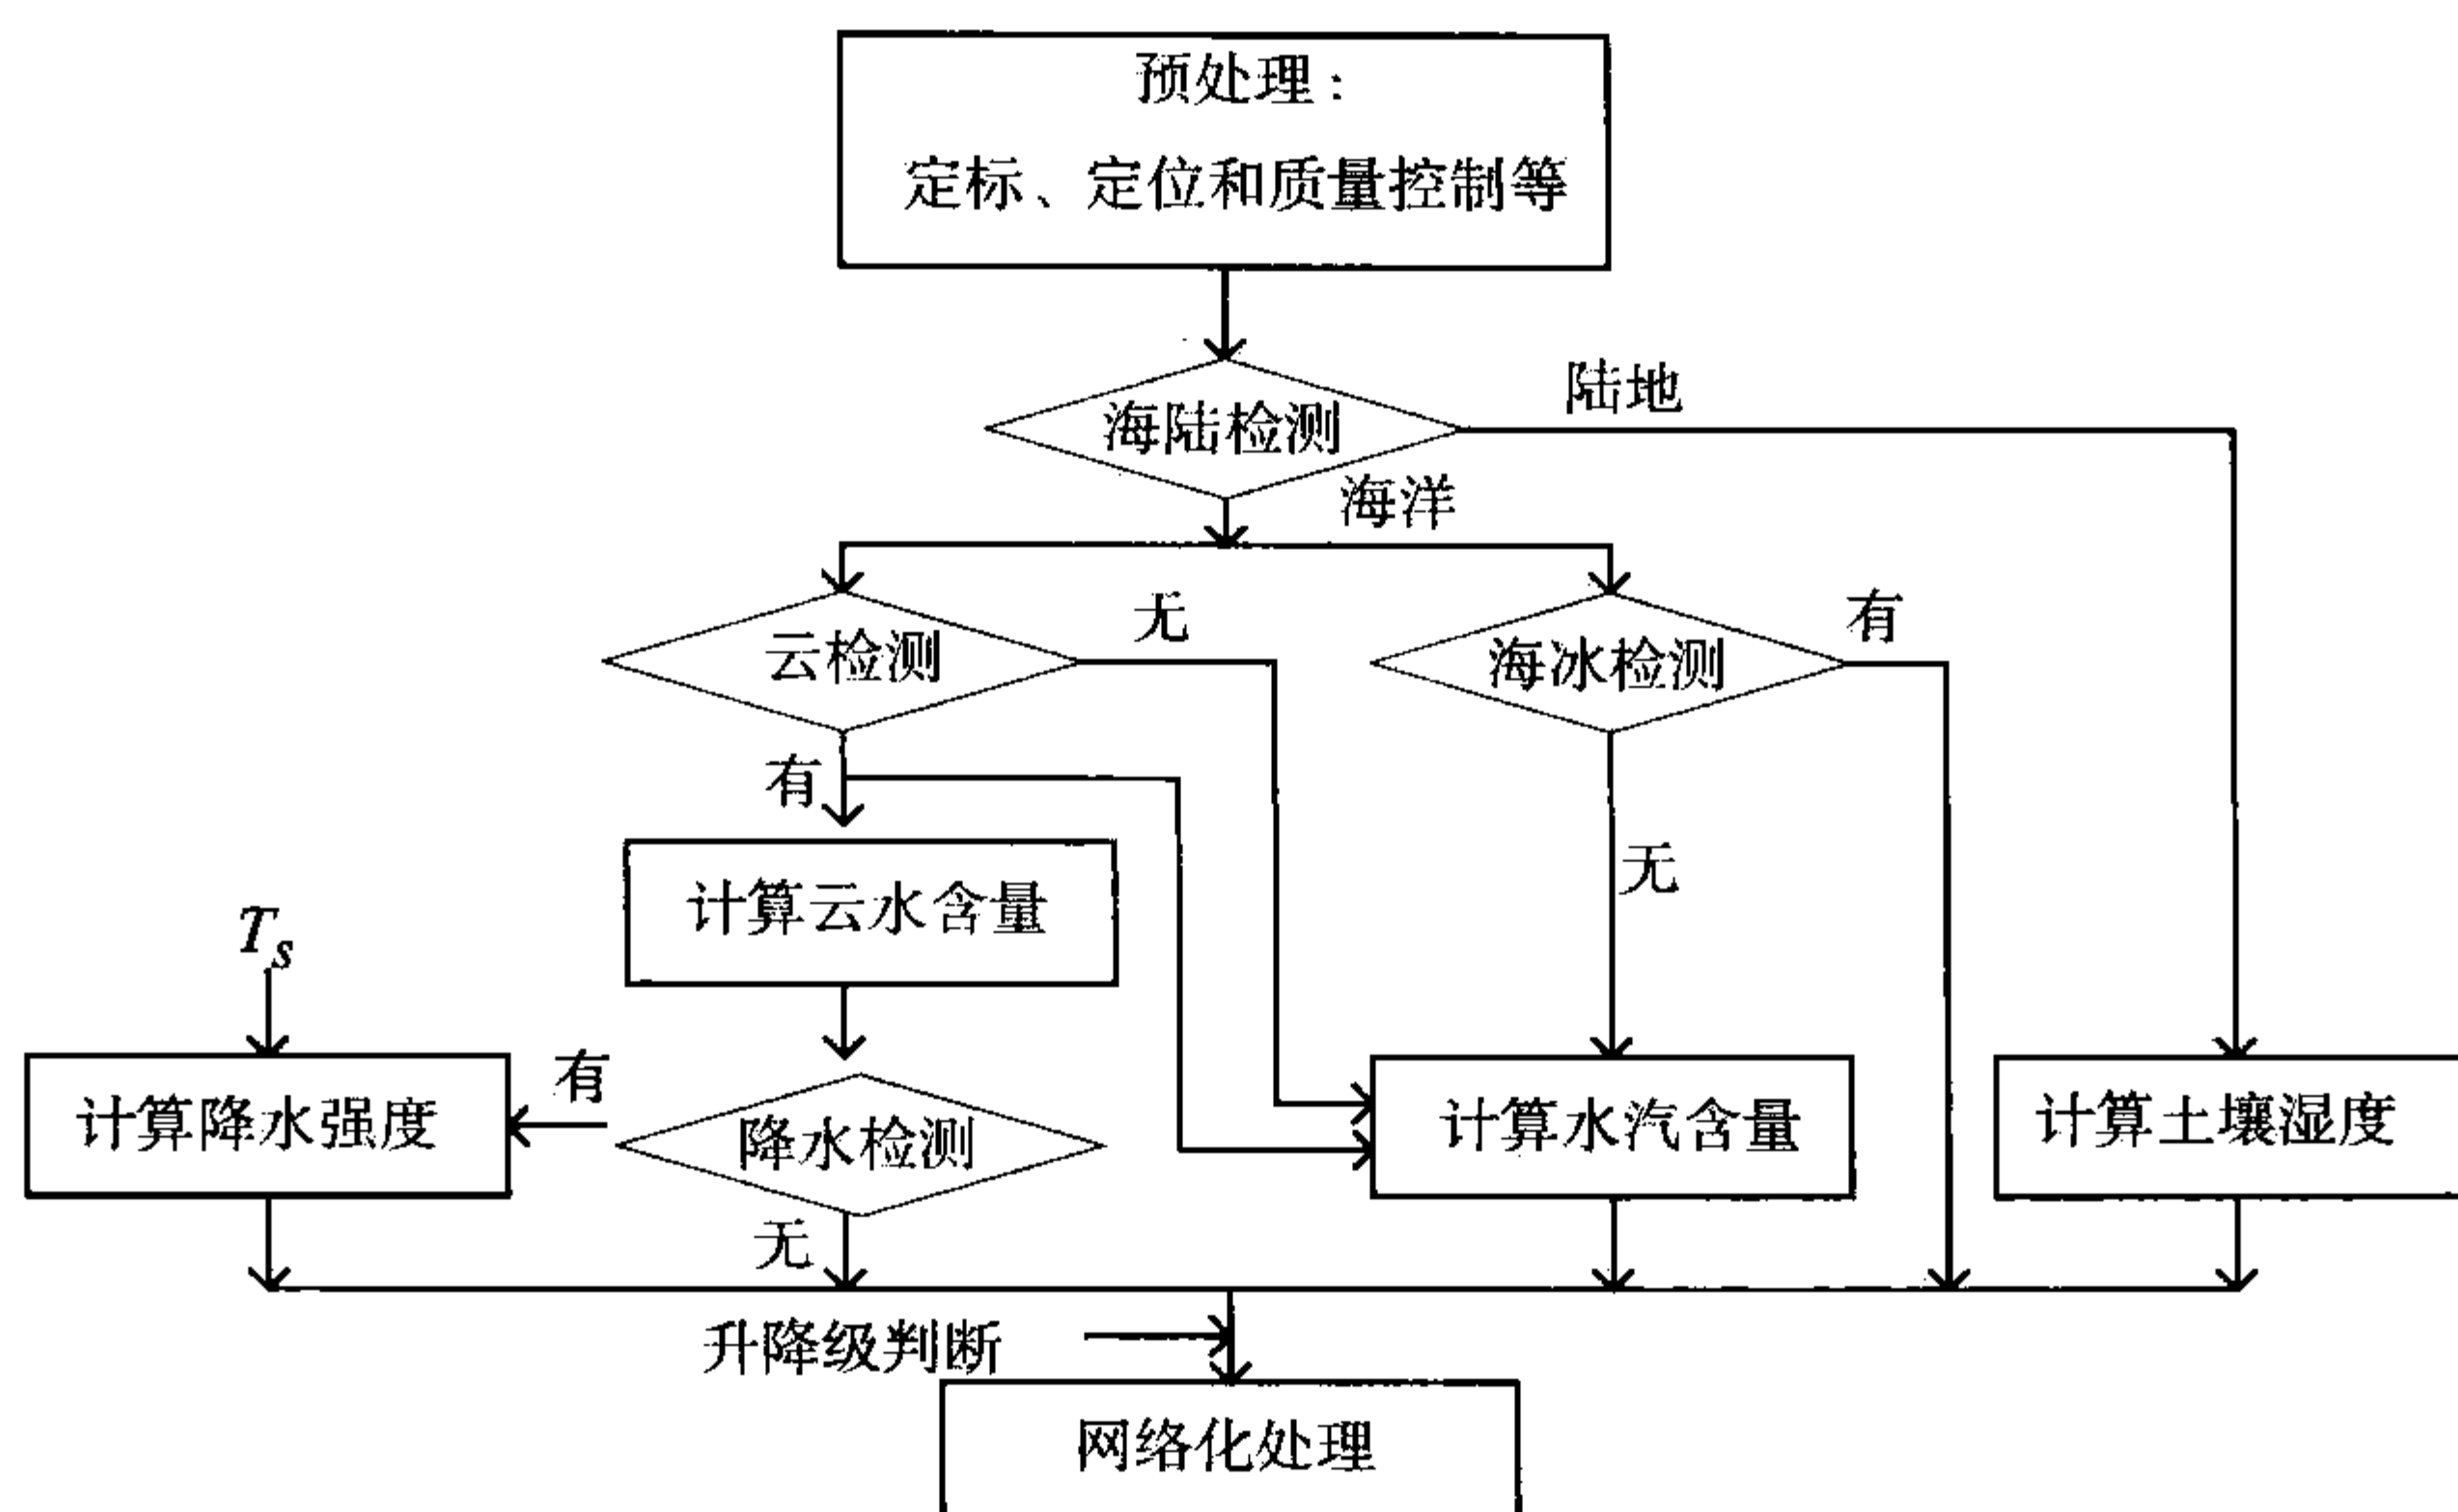 预处理：
定标、定位和质量控制等
陆地
海陆检测
海洋
无
有
云检测
海冰检测
有
无
计算云水含量
Ts
有
计算降水强度
降水检测
计算水汽含量
计算土壤湿度
无
升降级判断
网络化处理